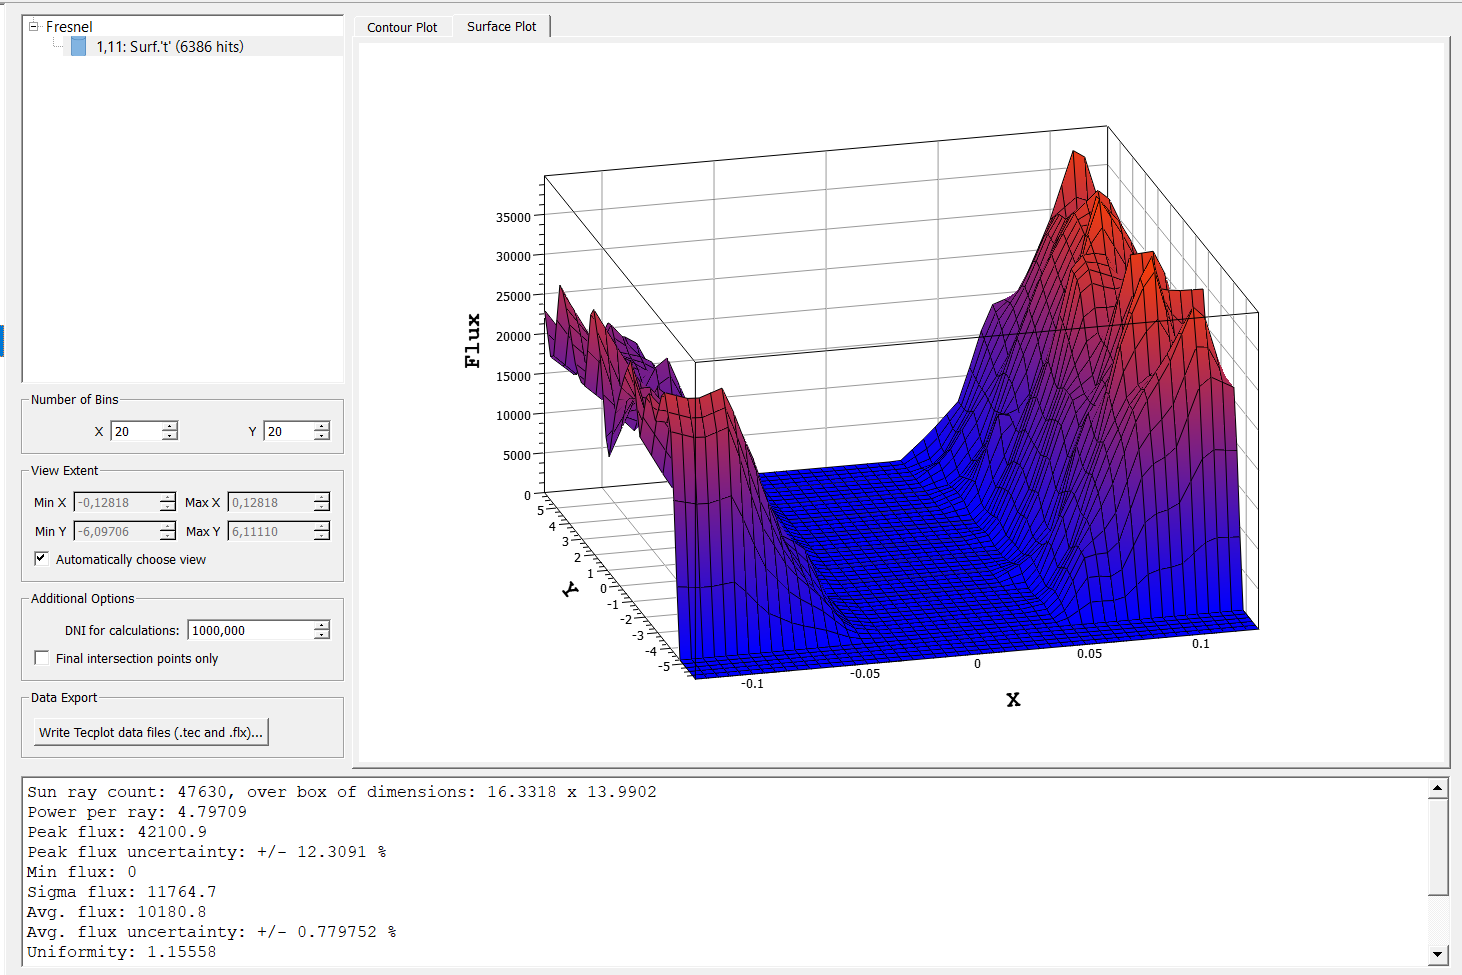 Fresnel
1,11: Surf.'t' (6386 hits)
Number of Bins
X 20 Y 20
View Extent
Min X -0,12818 Max X 0,12818
Min Y -6,09706 Max Y 6,11110
Automatically choose view
Additional Options
DNI for calculations: 1000,000
Final intersection points only
Data Export
Write Tecplot data files (.tec and .flx)...
Contour Plot Surface Plot
Flux
35000
30000
25000
20000
15000
10000
5000
0
Y
5
4
3
2
1
0
-1
-2
-3
-4
-5
-0.1 -0.05 0 0.05 0.1
X
Sun ray count: 47630, over box of dimensions: 16.3318 x 13.9902
Power per ray: 4.79709
Peak flux: 42100.9
Peak flux uncertainty: +/- 12.3091 %
Min flux: 0
Sigma flux: 11764.7
Avg. flux: 10180.8
Avg. flux uncertainty: +/- 0.779752 %
Uniformity: 1.15558